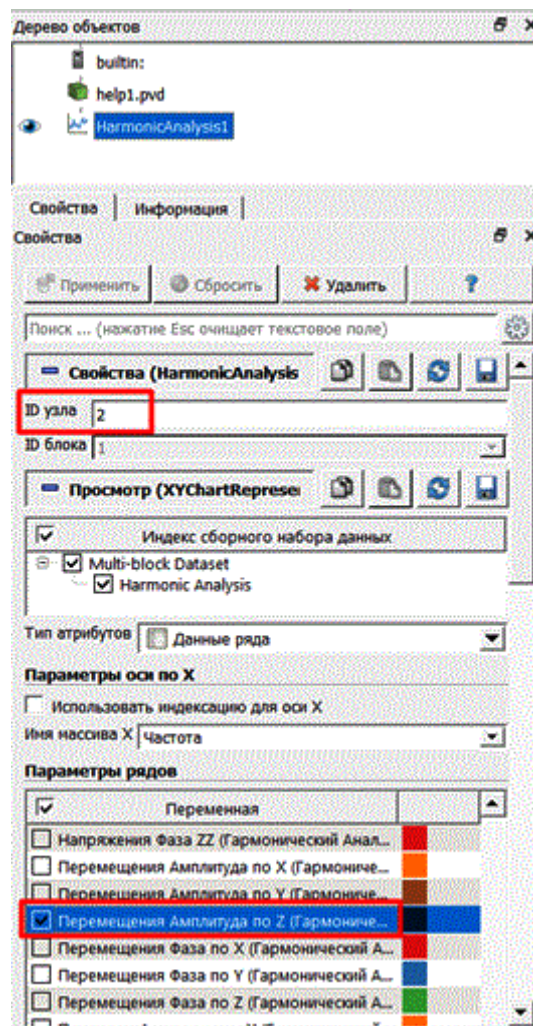 Дерево объектов
builtin:
help1.pvd
HarmonicAnalysis1
Свойства
Информация
Свойства
Применить
Сбросить
Удалить
?
Поиск ... (нажатие Esc очищает текстовое поле)
Свойства (HarmonicAnalysis
ID узла 2
ID блока 1
Просмотр (XYChartReprese
Индекс сборного набора данных
Multi-block Dataset
Harmonic Analysis
Тип атрибутов Данные ряда
Параметры оси по X
Использовать индексацию для оси X
Имя массива X Частота
Параметры рядов
Переменная
Напряжения Фаза ZZ (Гармонический Анал...
Перемещения Амплитуда по X (Гармониче...
Перемещения Амплитуда по Y (Гармониче...
Перемещения Амплитуда по Z (Гармониче...
Перемещения Фаза по X (Гармонический А...
Перемещения Фаза по Y (Гармонический А...
Перемещения Фаза по Z (Гармонический А...